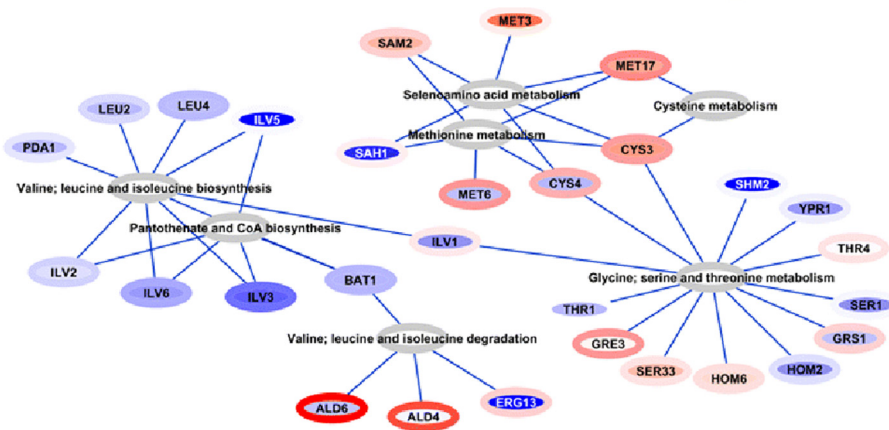 MET3
SAM2
MET17
Selenoamino acid metabolism
Cysteine metabolism
LEU4
LEU2
ILV5
Methionine metabolism
PDA1
SAH1
CYS3
Valine; leucine and isoleucine biosynthesis
MET6
CYS4
SHM2
YPR1
Pantothenate and CoA biosynthesis
ILV1
THR4
ILV2
BAT1
Glycine; serine and threonine metabolism
ILV6
ILV3
THR1
SER1
Valine; leucine and isoleucine degradation
GRE3
GRS1
SER33
HOM6
HOM2
ALD6
ALD4
ERG13